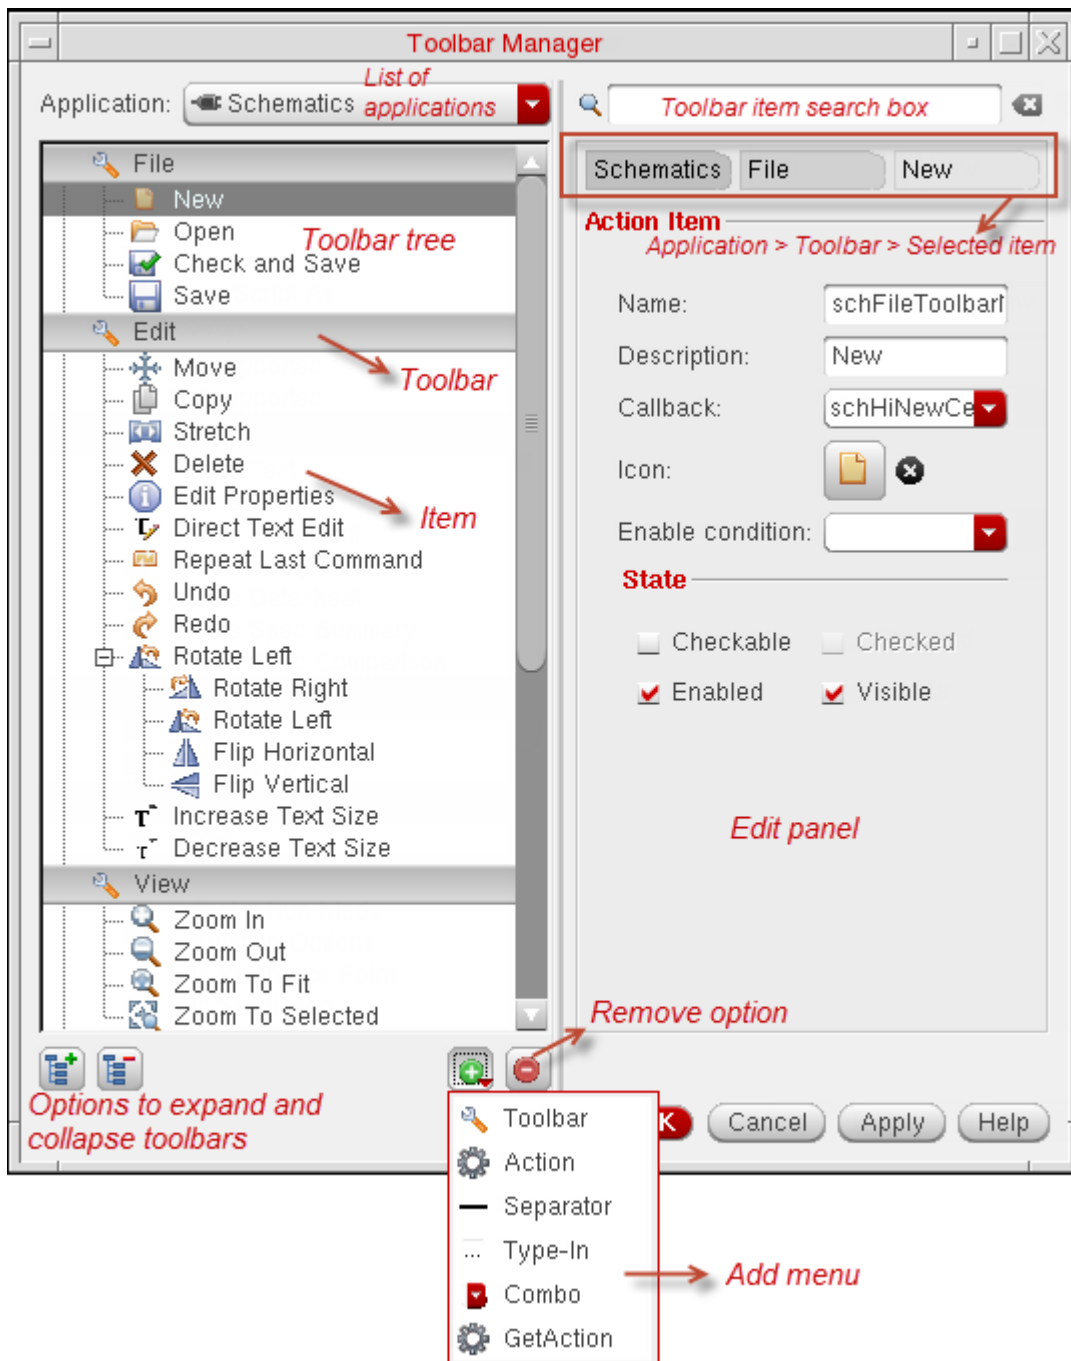 Toolbar Manager
Application: Schematics
List of applications
Toolbar item search box
File
New
Open
Check and Save
Save
Toolbar tree
Edit
Move
Copy
Stretch
Delete
Edit Properties
Direct Text Edit
Repeat Last Command
Undo
Redo
Rotate Left
Rotate Right
Rotate Left
Flip Horizontal
Flip Vertical
Increase Text Size
Decrease Text Size
Toolbar
Item
View
Zoom In
Zoom Out
Zoom To Fit
Zoom To Selected
Schematics File New
Action Item
Application > Toolbar > Selected item
Name: schFileToolbar
Description: New
Callback: schHiNewCe
Icon:
Enable condition:
State
Checkable Checked
Enabled Visible
Edit panel
Remove option
Options to expand and
collapse toolbars
K Cancel Apply Help
Toolbar
Action
Separator
Type-In
Combo
GetAction
Add menu